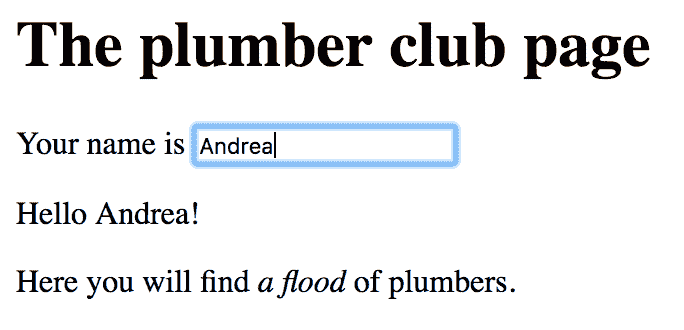 The plumber club page
Your name is Andrea
Hello Andrea!
Here you will find a flood of plumbers.